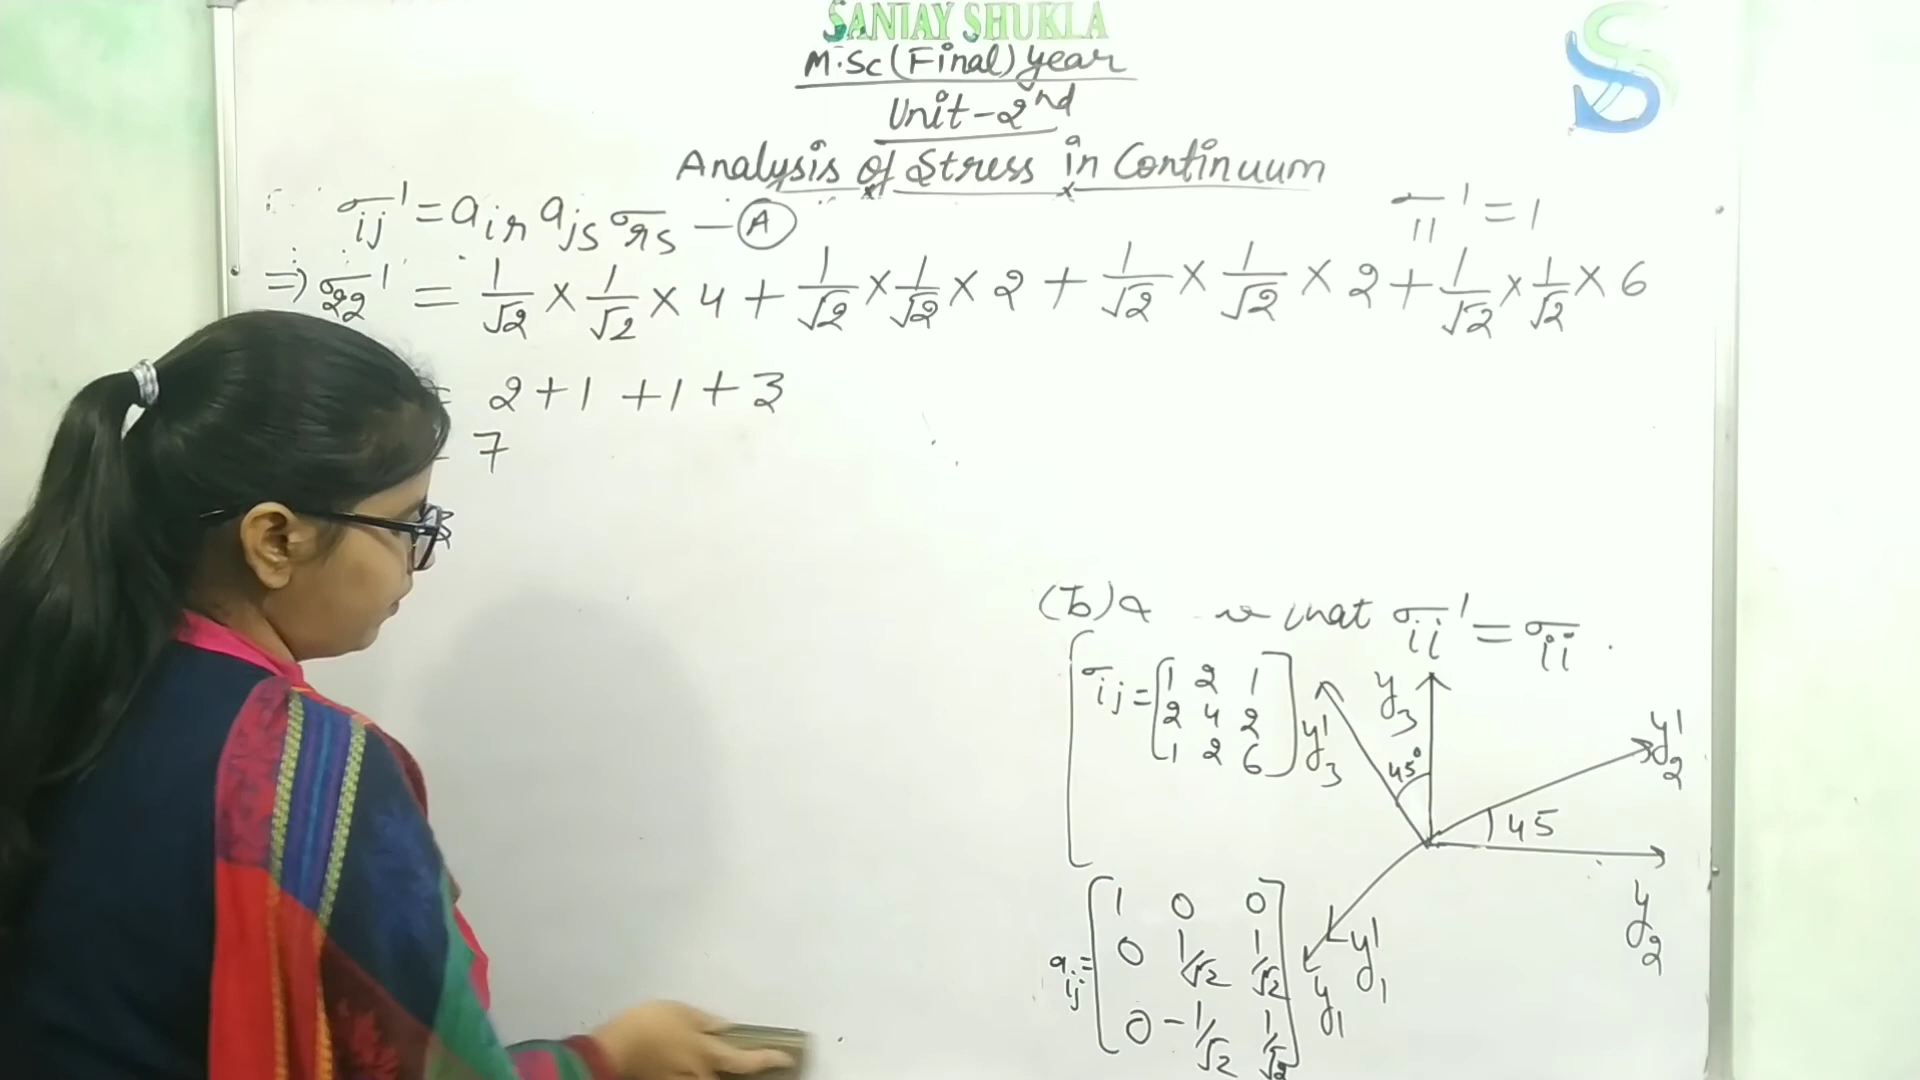 SANJAY SHUKLA
M.Sc (Final) year
Unit-2nd
Analysis of Stress in Continuum
σij' = air ajs σrs — (A)
σ11' = 1
⇒ σ22' = 1/√2 × 1/√2 × 4 + 1/√2 × 1/√2 × 2 + 1/√2 × 1/√2 × 2 + 1/√2 × 1/√2 × 6
= 2+1+1+3
= 7
(b) that σii' = σii .
σij = [1 2 1
2 4 2
1 2 6]
y3'
y3
y2'
45°
45
y2
y1'
y1
aij = [1 0 0
0 1/√2 1/√2
0 -1/√2 1/√2]